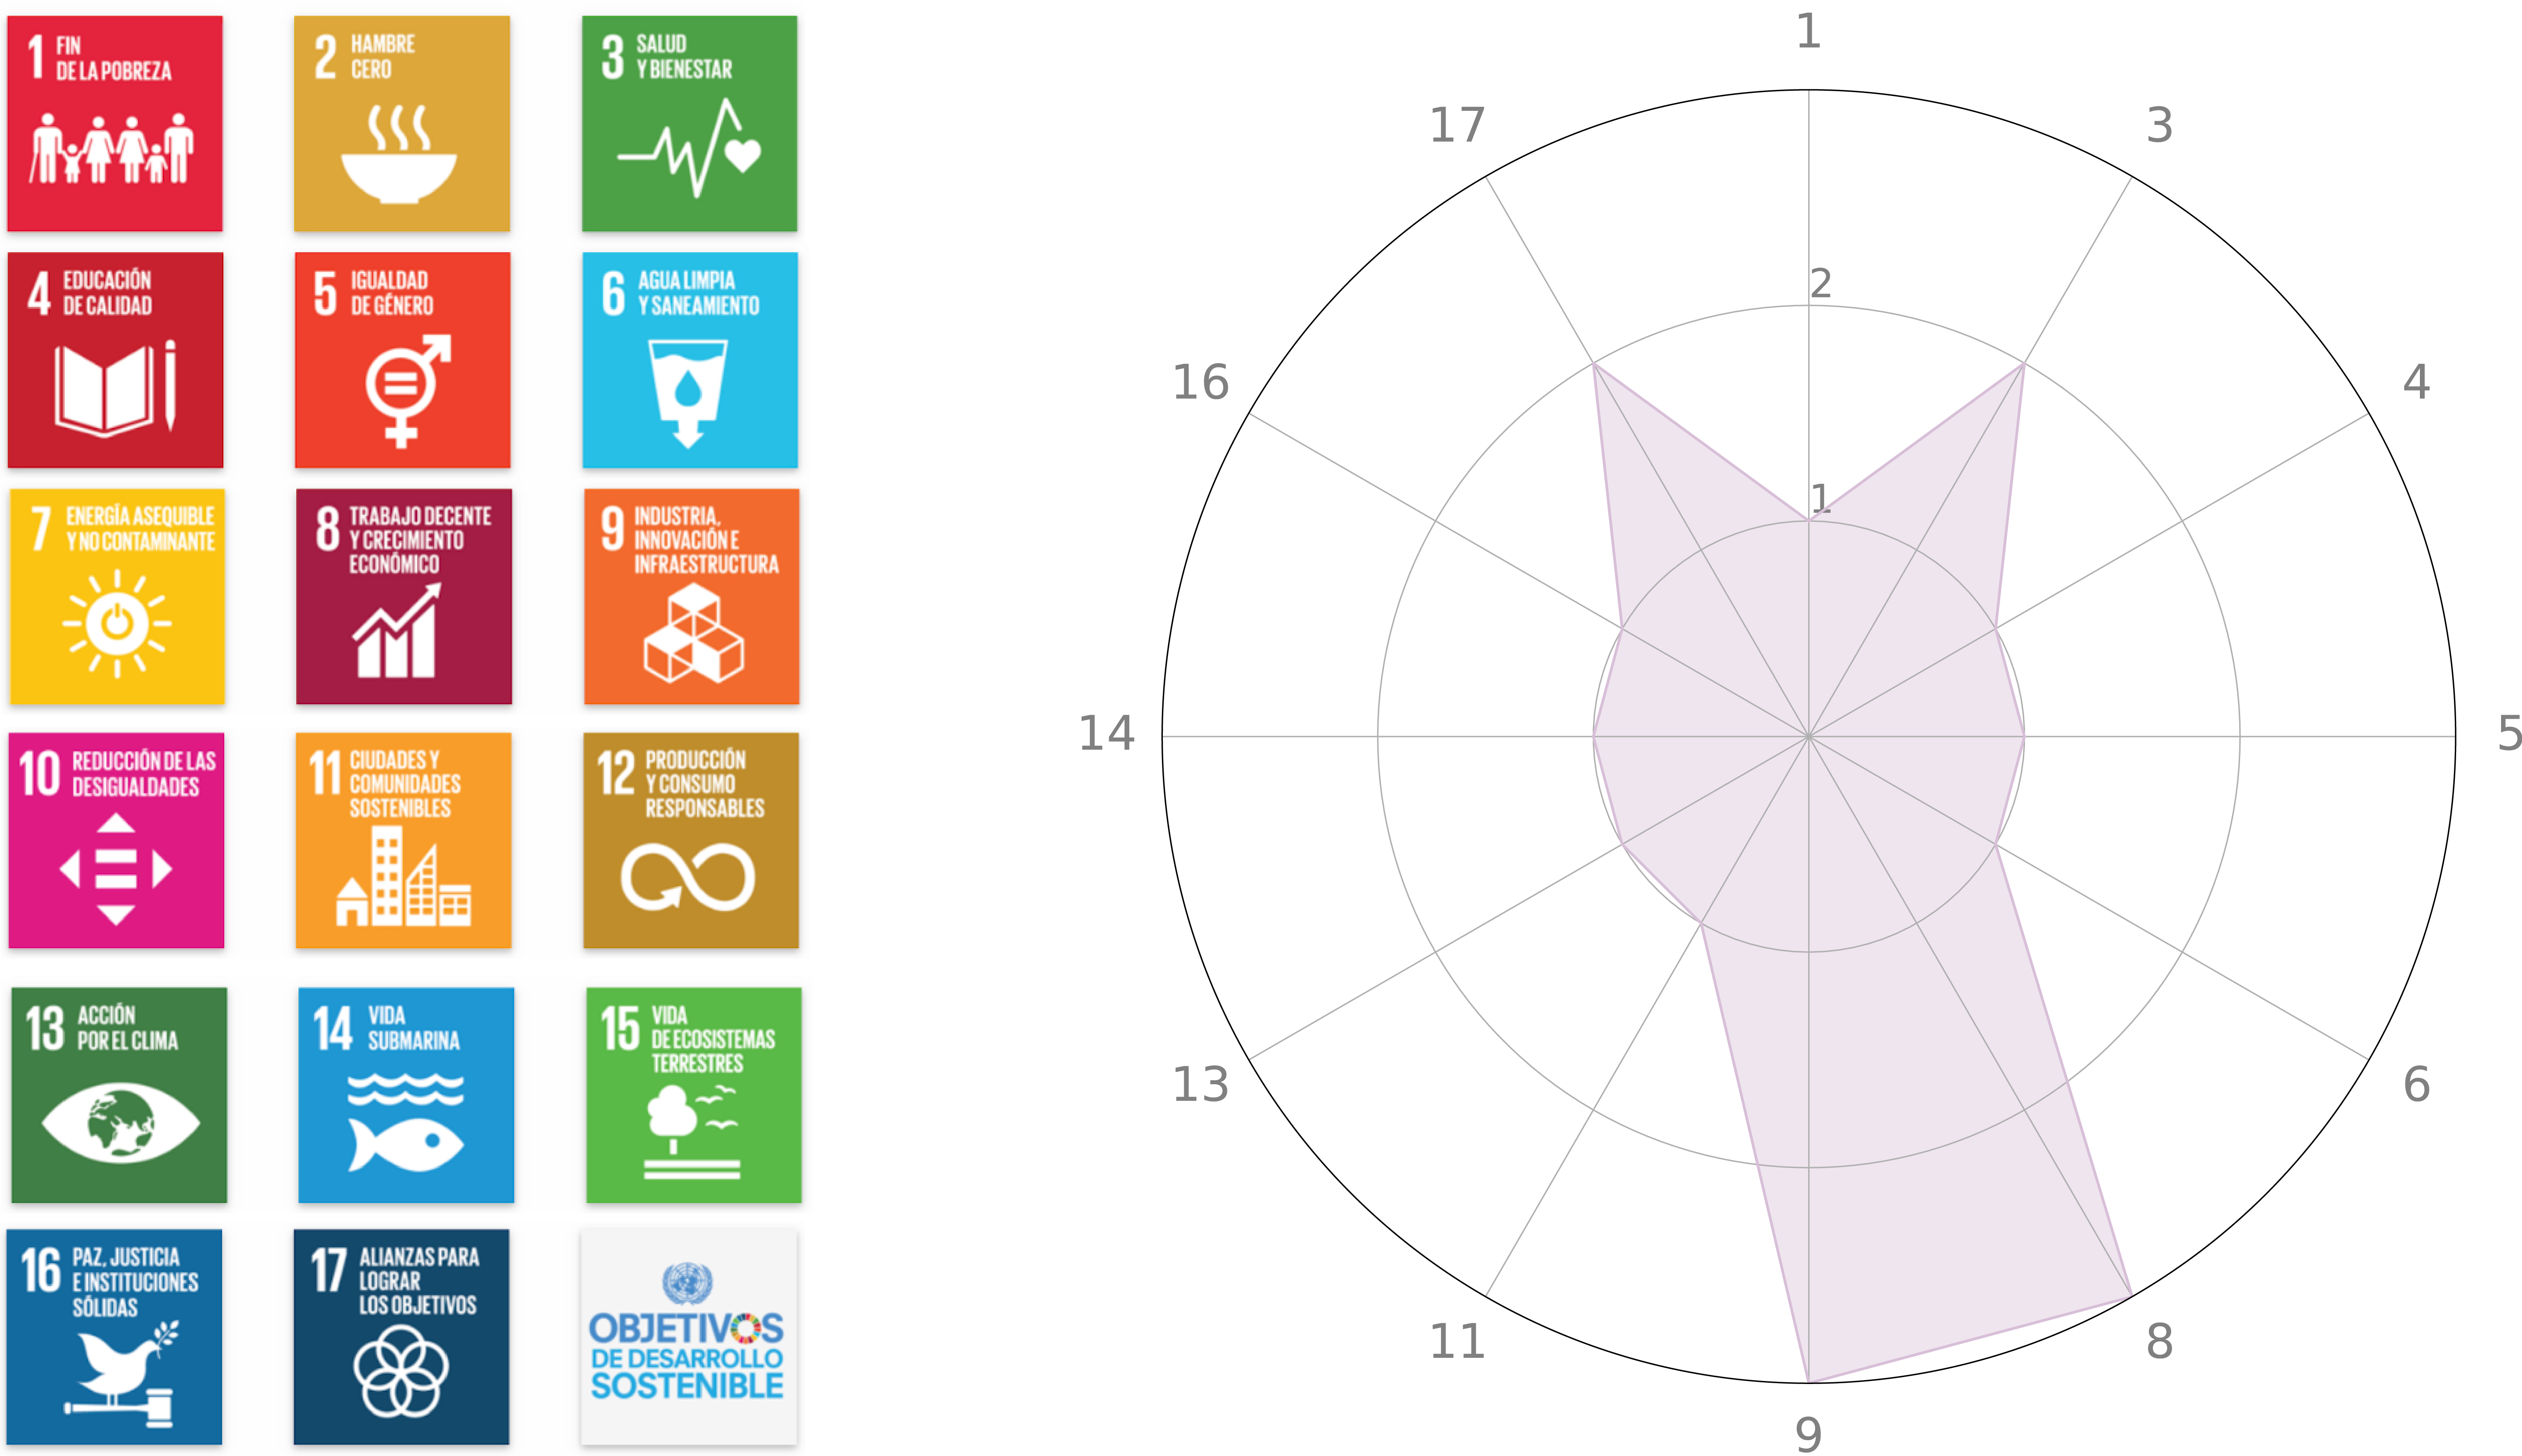 1 FIN
DE LA POBREZA
2 HAMBRE
CERO
3 SALUD
Y BIENESTAR
4 EDUCACIÓN
DE CALIDAD
5 IGUALDAD
DE GÉNERO
6 AGUA LIMPIA
Y SANEAMIENTO
7 ENERGÍA ASEQUIBLE
Y NO CONTAMINANTE
8 TRABAJO DECENTE
Y CRECIMIENTO
ECONÓMICO
9 INDUSTRIA,
INNOVACIÓN E
INFRAESTRUCTURA
10 REDUCCIÓN DE LAS
DESIGUALDADES
11 CIUDADES Y
COMUNIDADES
SOSTENIBLES
12 PRODUCCIÓN
Y CONSUMO
RESPONSABLES
13 ACCIÓN
POR EL CLIMA
14 VIDA
SUBMARINA
15 VIDA
DE ECOSISTEMAS
TERRESTRES
16 PAZ, JUSTICIA
E INSTITUCIONES
SÓLIDAS
17 ALIANZAS PARA
LOGRAR
LOS OBJETIVOS
OBJETIVOS
DE DESARROLLO
SOSTENIBLE
1
3
4
5
6
8
9
11
13
14
16
17
2
1